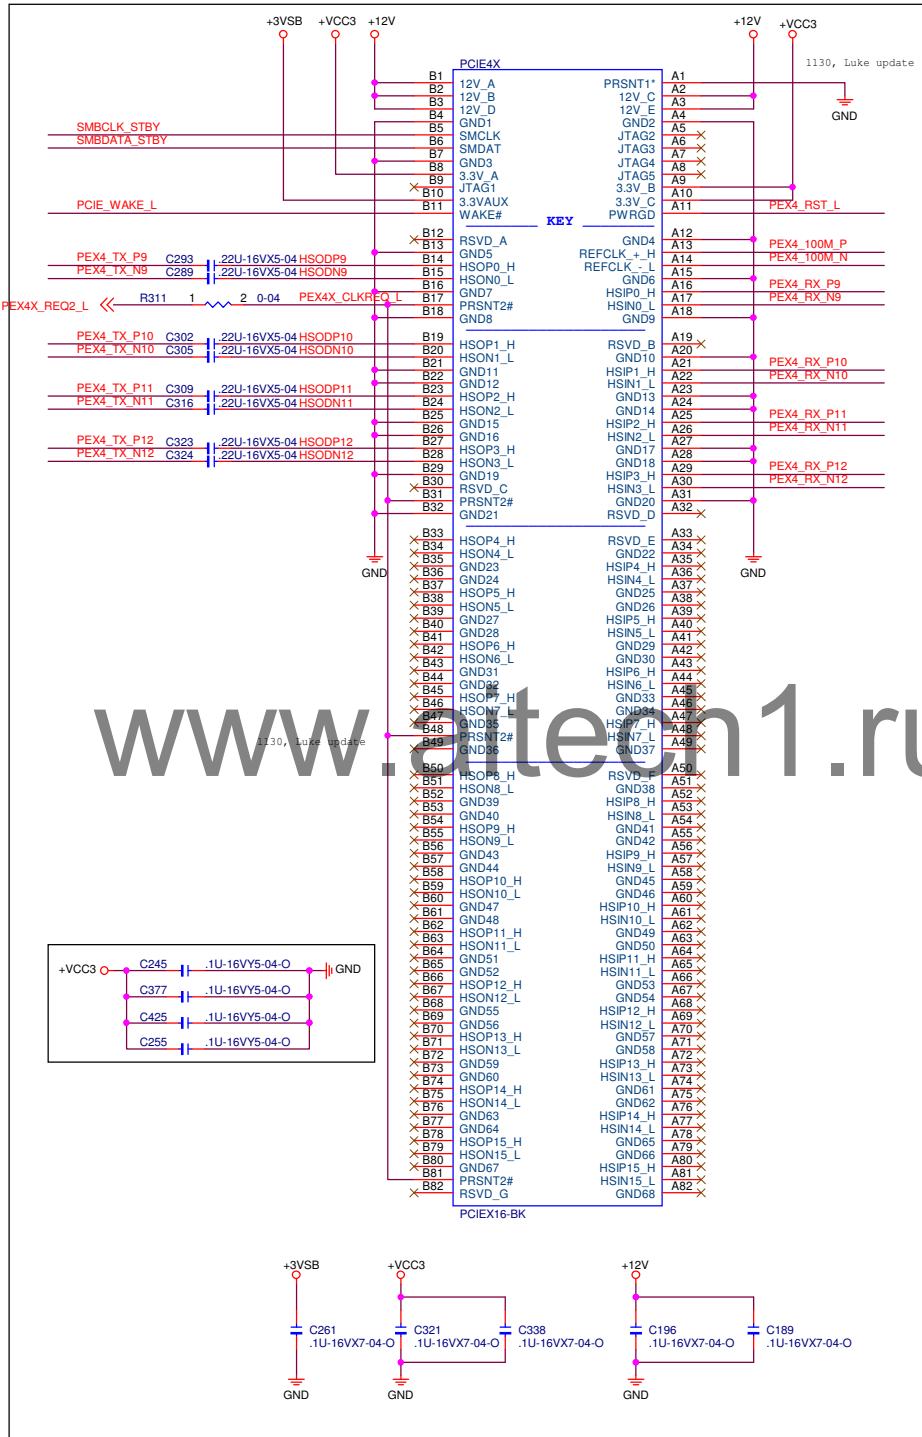 +3VSB +VCC3 +12V +12V +VCC3
1130, Luke update
PCIE4X
B1 12V_A PRSNT1* A1
B2 12V_B 12V_C A2
B3 12V_D 12V_E A3
GND
B4 GND1 GND2 A4
SMBCLK_STBY B5 SMCLK JTAG2 A5
SMBDATA_STBY B6 SMDAT JTAG3 A6
B7 GND3 JTAG4 A7
B8 3.3V_A JTAG5 A8
B9 JTAG1 3.3V_B A9
B10 3.3VAUX 3.3V_C A10
PCIE_WAKE_L B11 WAKE# PWRGD A11 PEX4_RST_L
KEY
B12 RSVD_A GND4 A12
B13 GND5 REFCLK_+_H A13 PEX4_100M_P
PEX4_TX_P9 C293 .22U-16VX5-04 HSODP9 B14 HSOP0_H REFCLK_-_L A14 PEX4_100M_N
PEX4_TX_N9 C289 .22U-16VX5-04 HSODN9 B15 HSON0_L GND6 A15
B16 GND7 HSIP0_H A16 PEX4_RX_P9
PEX4X_REQ2_L R311 1 2 0-04 PEX4X_CLKREQ_L B17 PRSNT2# HSIN0_L A17 PEX4_RX_N9
B18 GND8 GND9 A18
PEX4_TX_P10 C302 .22U-16VX5-04 HSODP10 B19 HSOP1_H RSVD_B A19
PEX4_TX_N10 C305 .22U-16VX5-04 HSODN10 B20 HSON1_L GND10 A20
B21 GND11 HSIP1_H A21 PEX4_RX_P10
B22 GND12 HSIN1_L A22 PEX4_RX_N10
PEX4_TX_P11 C309 .22U-16VX5-04 HSODP11 B23 HSOP2_H GND13 A23
PEX4_TX_N11 C316 .22U-16VX5-04 HSODN11 B24 HSON2_L GND14 A24
B25 GND15 HSIP2_H A25 PEX4_RX_P11
B26 GND16 HSIN2_L A26 PEX4_RX_N11
PEX4_TX_P12 C323 .22U-16VX5-04 HSODP12 B27 HSOP3_H GND17 A27
PEX4_TX_N12 C324 .22U-16VX5-04 HSODN12 B28 HSON3_L GND18 A28
B29 GND19 HSIP3_H A29 PEX4_RX_P12
B30 RSVD_C HSIN3_L A30 PEX4_RX_N12
B31 PRSNT2# GND20 A31
B32 GND21 RSVD_D A32
B33 HSOP4_H RSVD_E A33
B34 HSON4_L GND22 A34
B35 GND23 HSIP4_H A35
GND GND
B36 GND24 HSIN4_L A36
B37 HSOP5_H GND25 A37
B38 HSON5_L GND26 A38
B39 GND27 HSIP5_H A39
B40 GND28 HSIN5_L A40
B41 HSOP6_H GND29 A41
B42 HSON6_L GND30 A42
B43 GND31 HSIP6_H A43
B44 GND32 HSIN6_L A44
B45 HSOP7_H GND33 A45
B46 HSON7_L GND34 A46
B47 GND35 HSIP7_H A47
B48 PRSNT2# HSIN7_L A48
1130, Luke update
B49 GND36 GND37 A49
www.aitech1.ru
B50 HSOP8_H RSVD_F A50
B51 HSON8_L GND38 A51
B52 GND39 HSIP8_H A52
B53 GND40 HSIN8_L A53
B54 HSOP9_H GND41 A54
B55 HSON9_L GND42 A55
B56 GND43 HSIP9_H A56
B57 GND44 HSIN9_L A57
B58 HSOP10_H GND45 A58
B59 HSON10_L GND46 A59
B60 GND47 HSIP10_H A60
B61 GND48 HSIN10_L A61
B62 HSOP11_H GND49 A62
B63 HSON11_L GND50 A63
B64 GND51 HSIP11_H A64
B65 GND52 HSIN11_L A65
B66 HSOP12_H GND53 A66
B67 HSON12_L GND54 A67
B68 GND55 HSIP12_H A68
B69 GND56 HSIN12_L A69
B70 HSOP13_H GND57 A70
B71 HSON13_L GND58 A71
B72 GND59 HSIP13_H A72
B73 GND60 HSIN13_L A73
B74 HSOP14_H GND61 A74
B75 HSON14_L GND62 A75
B76 GND63 HSIP14_H A76
B77 GND64 HSIN14_L A77
B78 HSOP15_H GND65 A78
B79 HSON15_L GND66 A79
B80 GND67 HSIP15_H A80
B81 PRSNT2# HSIN15_L A81
B82 RSVD_G GND68 A82
PCIEX16-BK
+VCC3 C245 .1U-16VY5-04-O GND
C377 .1U-16VY5-04-O
C425 .1U-16VY5-04-O
C255 .1U-16VY5-04-O
+3VSB +VCC3 +12V
C261 C321 C338 C196 C189
.1U-16VX7-04-O .1U-16VX7-04-O .1U-16VX7-04-O .1U-16VX7-04-O .1U-16VX7-04-O
GND GND GND